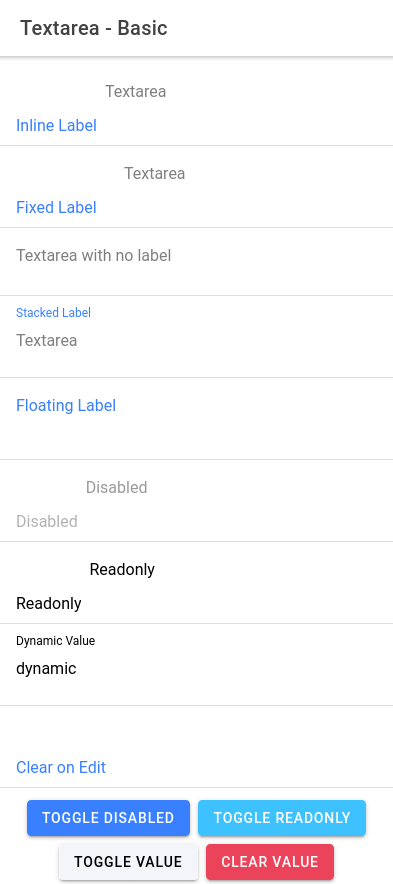 Textarea - Basic
Textarea
Inline Label
Textarea
Fixed Label
Textarea with no label
Stacked Label
Textarea
Floating Label
Disabled
Disabled
Readonly
Readonly
Dynamic Value
dynamic
Clear on Edit
TOGGLE DISABLED TOGGLE READONLY
TOGGLE VALUE CLEAR VALUE